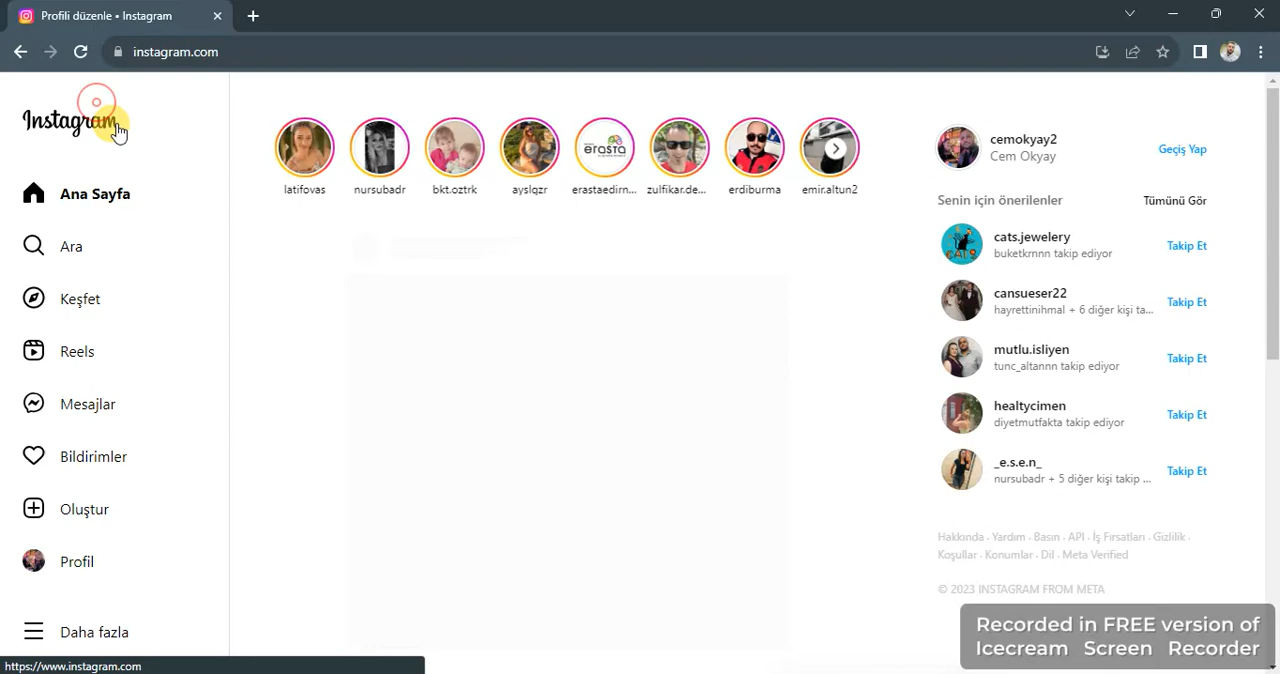 Profili düzenle • Instagram
instagram.com
Instagram
Ana Sayfa
Ara
Keşfet
Reels
Mesajlar
Bildirimler
Oluştur
Profil
Daha fazla
https://www.instagram.com
latifovas
nursubadr
bkt.oztrk
ayslqzr
erastaedirn...
zulfikar.de...
erdiburma
emir.altun2
erasta
cemokyay2
Cem Okyay
Geçiş Yap
Senin için önerilenler
Tümünü Gör
cats.jewelery
buketkrnnn takip ediyor
Takip Et
cansueser22
hayrettinihmal + 6 diğer kişi ta...
Takip Et
mutlu.isliyen
tunc_altannn takip ediyor
Takip Et
healtycimen
diyetmutfakta takip ediyor
Takip Et
_e.s.e.n_
nursubadr + 5 diğer kişi takip ...
Takip Et
Hakkında · Yardım · Basın · API · İş Fırsatları · Gizlilik ·
Koşullar · Konumlar · Dil · Meta Verified
© 2023 INSTAGRAM FROM META
Recorded in FREE version of
Icecream Screen Recorder